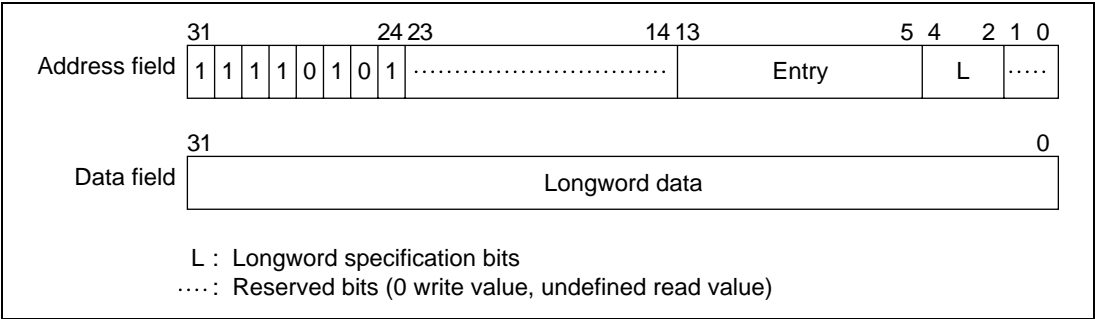 31 24 23 14 13 5 4 2 1 0
Address field 1 1 1 1 0 1 0 1 ............................... Entry L .....
31 0
Data field Longword data
L : Longword specification bits
.... : Reserved bits (0 write value, undefined read value)